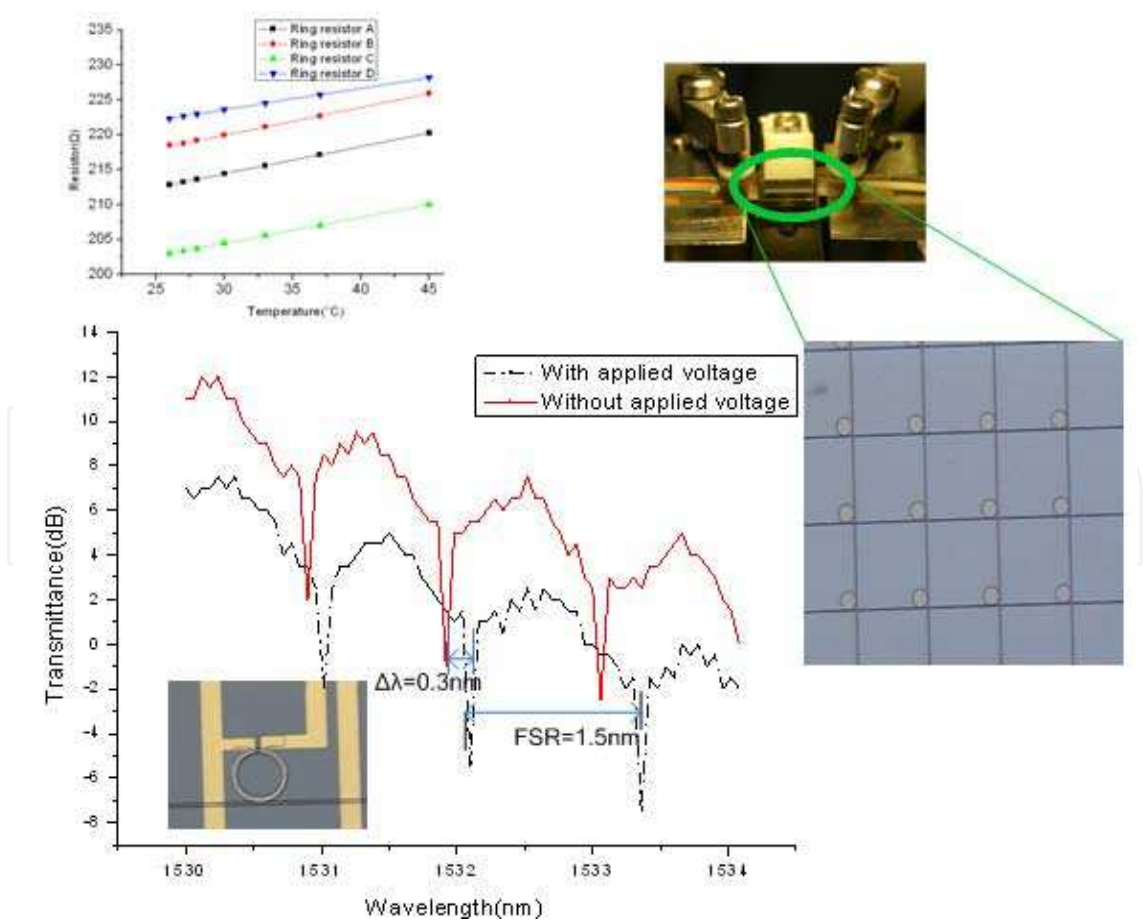 Ring resistor A
Ring resistor B
Ring resistor C
Ring resistor D
235
230
225
220
215
210
205
200
Resistor(Ω)
25
30
35
40
45
Temperature(°C)
14
12
10
8
6
4
2
0
-2
-4
-6
-8
Transmittance(dB)
With applied voltage
Without applied voltage
Δλ=0.3nm
FSR=1.5nm
1530
1531
1532
1533
1534
Wavelength(nm)